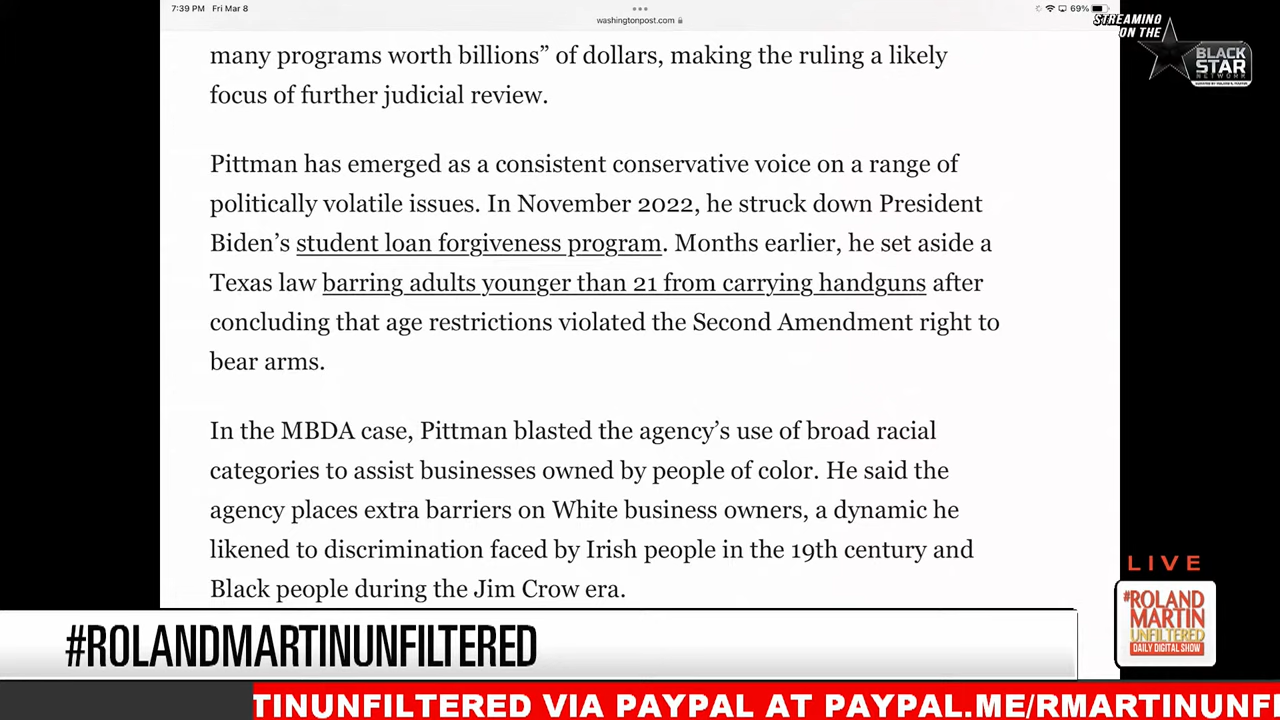 7:39 PM Fri Mar 8
washingtonpost.com
69%
STREAMING
ON THE
BLACK
STAR
NETWORK
many programs worth billions” of dollars, making the ruling a likely
focus of further judicial review.
Pittman has emerged as a consistent conservative voice on a range of
politically volatile issues. In November 2022, he struck down President
Biden’s student loan forgiveness program. Months earlier, he set aside a
Texas law barring adults younger than 21 from carrying handguns after
concluding that age restrictions violated the Second Amendment right to
bear arms.
In the MBDA case, Pittman blasted the agency’s use of broad racial
categories to assist businesses owned by people of color. He said the
agency places extra barriers on White business owners, a dynamic he
likened to discrimination faced by Irish people in the 19th century and
Black people during the Jim Crow era.
LIVE
#ROLAND
MARTIN
UNFILTERED
DAILY DIGITAL SHOW
#ROLANDMARTINUNFILTERED
TINUNFILTERED VIA PAYPAL AT PAYPAL.ME/RMARTINUNF